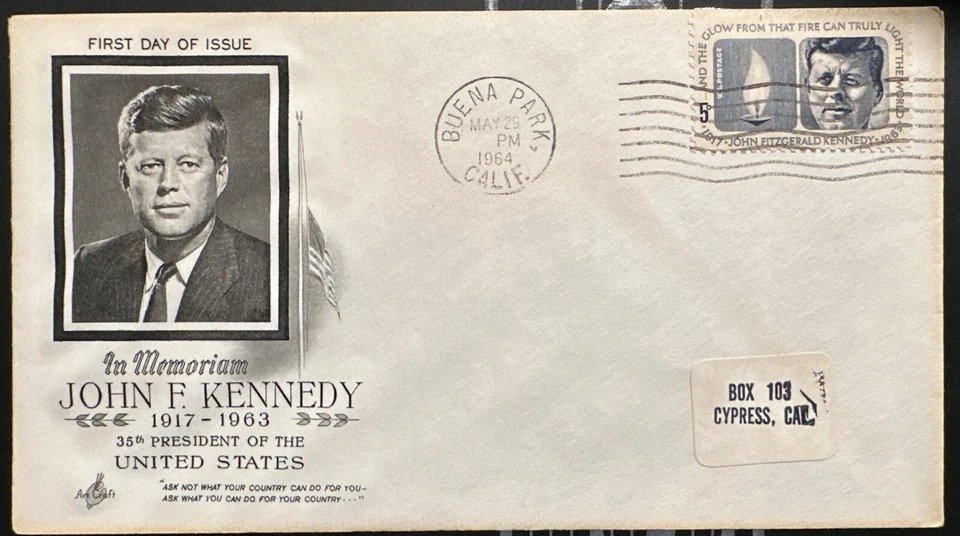 FIRST DAY OF ISSUE
In Memoriam
JOHN F. KENNEDY
1917 - 1963
35th PRESIDENT OF THE
UNITED STATES
"ASK NOT WHAT YOUR COUNTRY CAN DO FOR YOU-
ASK WHAT YOU CAN DO FOR YOUR COUNTRY - - -"
Art Craft
BUENA PARK,
MAY 29
PM
1964
CALIF.
AND THE GLOW FROM THAT FIRE CAN TRULY LIGHT THE WORLD
U.S. POSTAGE
5¢
1917 · JOHN FITZGERALD KENNEDY · 1963
BOX 103
CYPRESS, CAL